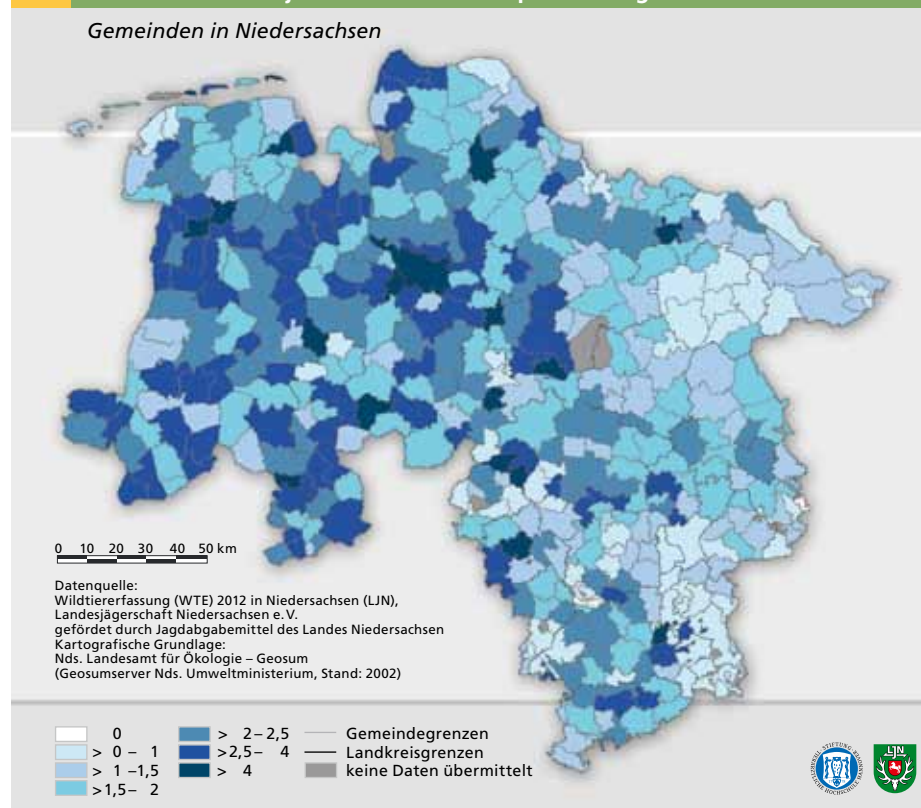 Gemeinden in Niedersachsen
0 10 20 30 40 50 km
Datenquelle:
Wildtiererfassung (WTE) 2012 in Niedersachsen (LJN),
Landesjägerschaft Niedersachsen e. V.
gefördert durch Jagdabgabemittel des Landes Niedersachsen
Kartografische Grundlage:
Nds. Landesamt für Ökologie – Geosum
(Geosumserver Nds. Umweltministerium, Stand: 2002)
0
> 0 – 1
> 1 –1,5
>1,5– 2
> 2–2,5
>2,5– 4
> 4
Gemeindegrenzen
Landkreisgrenzen
keine Daten übermittelt
LJN